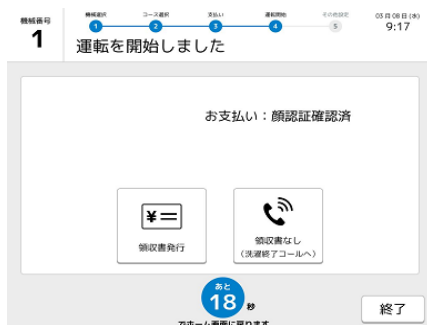 機械番号
1
機械選択
コース選択
支払い
運転開始
その他設定
1
2
3
4
5
03月08日(水)
9:17
運転を開始しました
お支払い:顔認証確認済
領収書発行
領収書なし
(洗濯終了コールへ)
あと
18 秒
でホーム画面に戻ります
終了